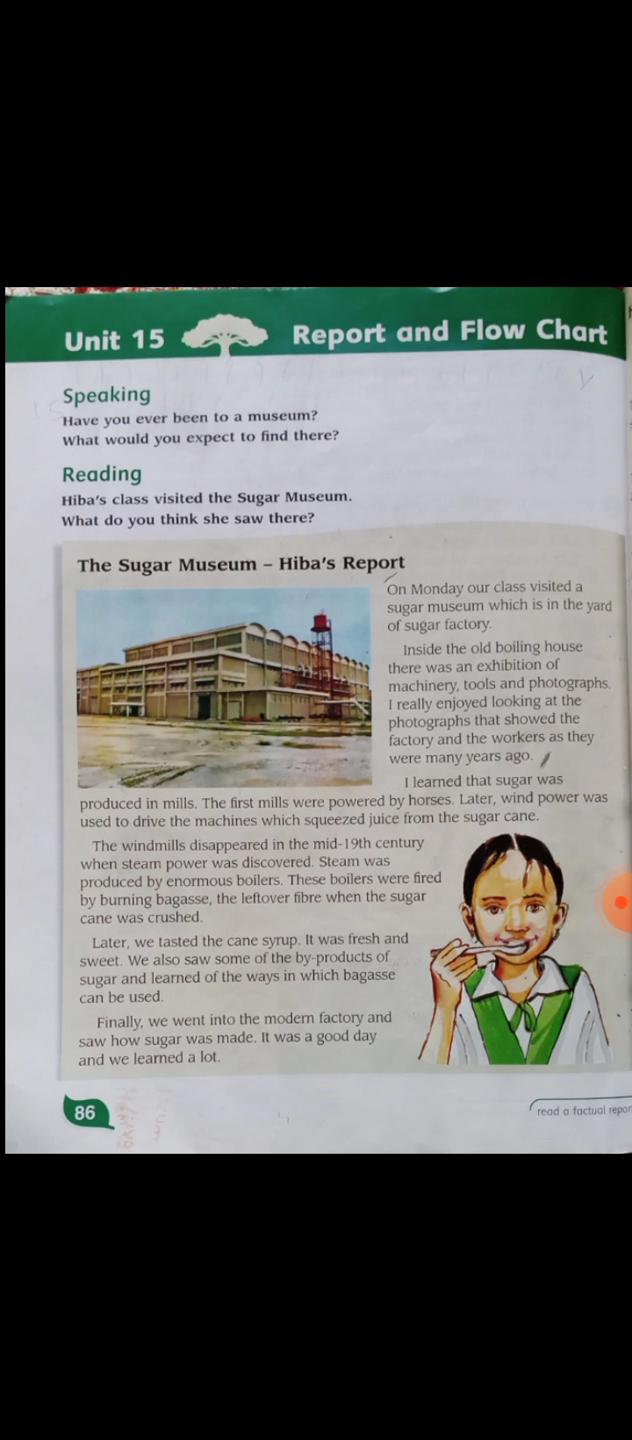 Unit 15
Report and Flow Chart
Speaking
Have you ever been to a museum?
What would you expect to find there?
Reading
Hiba's class visited the Sugar Museum.
What do you think she saw there?
The Sugar Museum – Hiba's Report
On Monday our class visited a
sugar museum which is in the yard
of sugar factory.
Inside the old boiling house
there was an exhibition of
machinery, tools and photographs.
I really enjoyed looking at the
photographs that showed the
factory and the workers as they
were many years ago.
I learned that sugar was
produced in mills. The first mills were powered by horses. Later, wind power was
used to drive the machines which squeezed juice from the sugar cane.
The windmills disappeared in the mid-19th century
when steam power was discovered. Steam was
produced by enormous boilers. These boilers were fired
by burning bagasse, the leftover fibre when the sugar
cane was crushed.
Later, we tasted the cane syrup. It was fresh and
sweet. We also saw some of the by-products of
sugar and learned of the ways in which bagasse
can be used.
Finally, we went into the modern factory and
saw how sugar was made. It was a good day
and we learned a lot.
86
read a factual repor